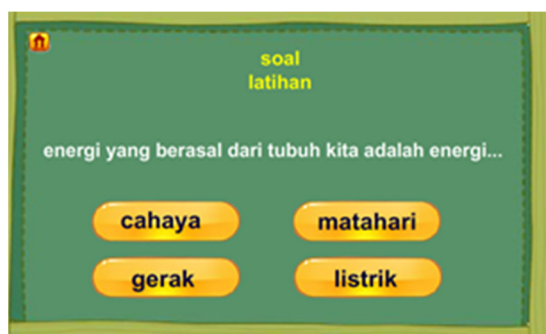 soal
latihan
energi yang berasal dari tubuh kita adalah energi...
cahaya
matahari
gerak
listrik